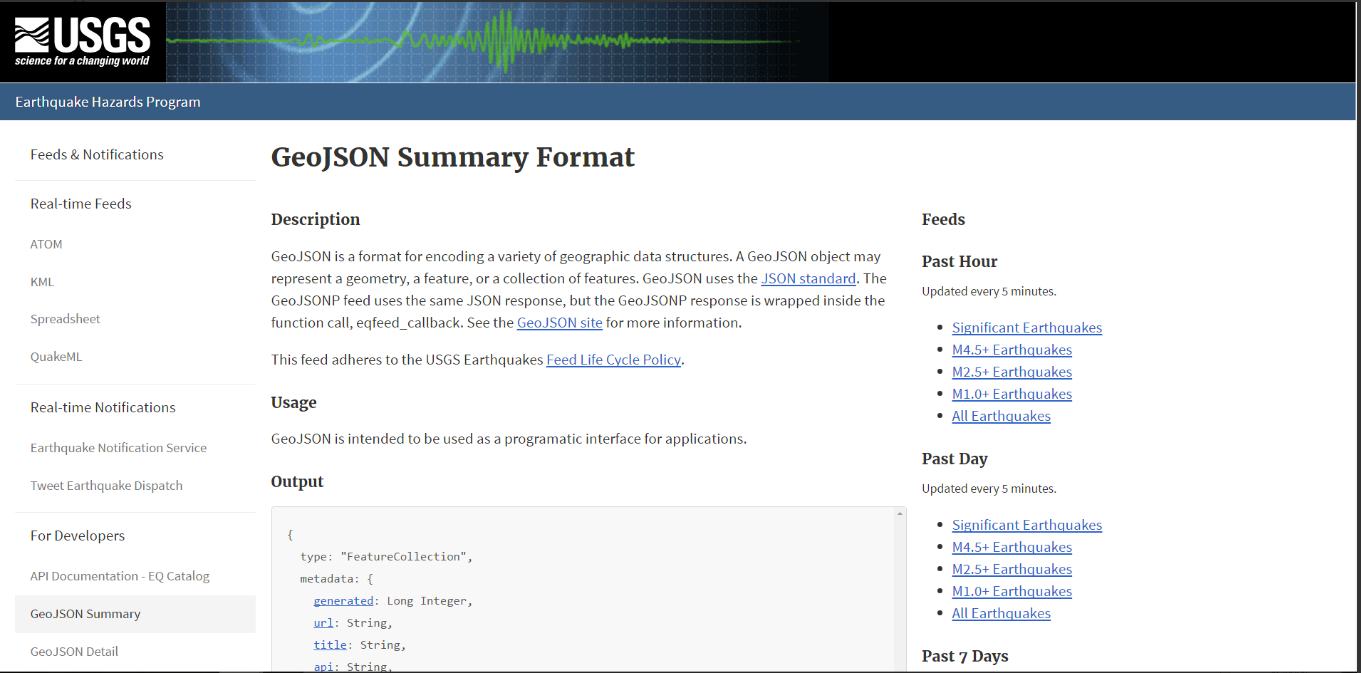 USGS
science for a changing world
Earthquake Hazards Program
Feeds & Notifications
Real-time Feeds
ATOM
KML
Spreadsheet
QuakeML
Real-time Notifications
Earthquake Notification Service
Tweet Earthquake Dispatch
For Developers
API Documentation - EQ Catalog
GeoJSON Summary
GeoJSON Detail
GeoJSON Summary Format
Description
GeoJSON is a format for encoding a variety of geographic data structures. A GeoJSON object may
represent a geometry, a feature, or a collection of features. GeoJSON uses the JSON standard. The
GeoJSONP feed uses the same JSON response, but the GeoJSONP response is wrapped inside the
function call, eqfeed_callback. See the GeoJSON site for more information.
This feed adheres to the USGS Earthquakes Feed Life Cycle Policy.
Usage
GeoJSON is intended to be used as a programatic interface for applications.
Output
{
type: "FeatureCollection",
metadata: {
generated: Long Integer,
url: String,
title: String,
api: String,
Feeds
Past Hour
Updated every 5 minutes.
Significant Earthquakes
M4.5+ Earthquakes
M2.5+ Earthquakes
M1.0+ Earthquakes
All Earthquakes
Past Day
Updated every 5 minutes.
Significant Earthquakes
M4.5+ Earthquakes
M2.5+ Earthquakes
M1.0+ Earthquakes
All Earthquakes
Past 7 Days